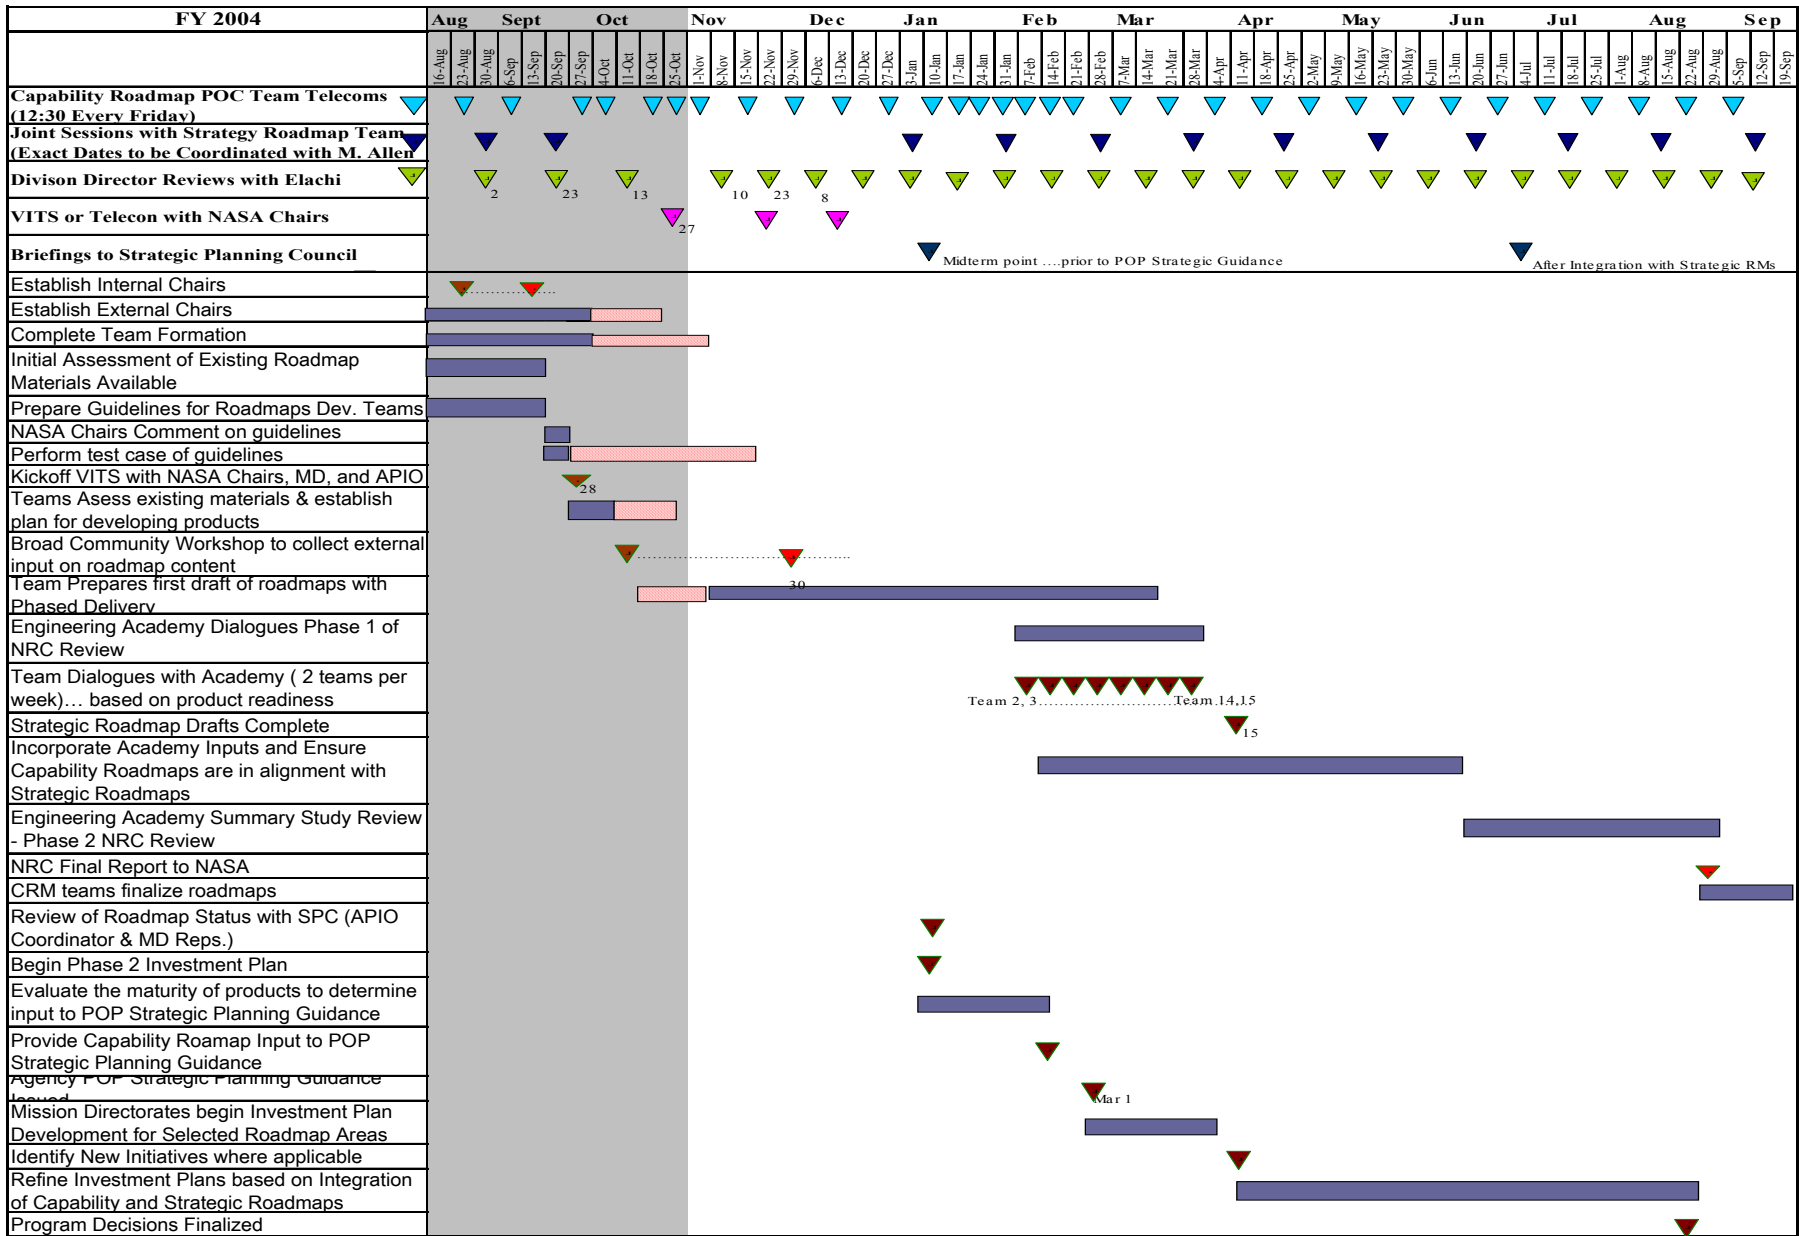 FY 2004
Aug Sept Oct Nov Dec Jan Feb Mar Apr May Jun Jul Aug Sep
16-Aug 23-Aug 30-Aug 6-Sep 13-Sep 20-Sep 27-Sep 4-Oct 11-Oct 18-Oct 25-Oct 1-Nov 8-Nov 15-Nov 22-Nov 29-Nov 6-Dec 13-Dec 20-Dec 27-Dec 3-Jan 10-Jan 17-Jan 24-Jan 31-Jan 7-Feb 14-Feb 21-Feb 28-Feb 7-Mar 14-Mar 21-Mar 28-Mar 4-Apr 11-Apr 18-Apr 25-Apr 2-May 9-May 16-May 23-May 30-May 6-Jun 13-Jun 20-Jun 27-Jun 4-Jul 11-Jul 18-Jul 25-Jul 1-Aug 8-Aug 15-Aug 22-Aug 29-Aug 5-Sep 12-Sep 19-Sep
Capability Roadmap POC Team Telecoms
(12:30 Every Friday)
Joint Sessions with Strategy Roadmap Team
(Exact Dates to be Coordinated with M. Allen
Divison Director Reviews with Elachi
2 23 13 10 23 8
VITS or Telecon with NASA Chairs
27
Briefings to Strategic Planning Council
Midterm point ....prior to POP Strategic Guidance
After Integration with Strategic RMs
Establish Internal Chairs
Establish External Chairs
Complete Team Formation
Initial Assessment of Existing Roadmap
Materials Available
Prepare Guidelines for Roadmaps Dev. Teams
NASA Chairs Comment on guidelines
Perform test case of guidelines
Kickoff VITS with NASA Chairs, MD, and APIO
28
Teams Asess existing materials & establish
plan for developing products
Broad Community Workshop to collect external
input on roadmap content
30
Team Prepares first draft of roadmaps with
Phased Delivery
Engineering Academy Dialogues Phase 1 of
NRC Review
Team Dialogues with Academy ( 2 teams per
week)… based on product readiness
Team 2, 3 Team 14,15
Strategic Roadmap Drafts Complete
15
Incorporate Academy Inputs and Ensure
Capability Roadmaps are in alignment with
Strategic Roadmaps
Engineering Academy Summary Study Review
- Phase 2 NRC Review
NRC Final Report to NASA
CRM teams finalize roadmaps
Review of Roadmap Status with SPC (APIO
Coordinator & MD Reps.)
Begin Phase 2 Investment Plan
Evaluate the maturity of products to determine
input to POP Strategic Planning Guidance
Provide Capability Roamap Input to POP
Strategic Planning Guidance
Agency POP Strategic Planning Guidance
Issued
Mar 1
Mission Directorates begin Investment Plan
Development for Selected Roadmap Areas
Identify New Initiatives where applicable
Refine Investment Plans based on Integration
of Capability and Strategic Roadmaps
Program Decisions Finalized